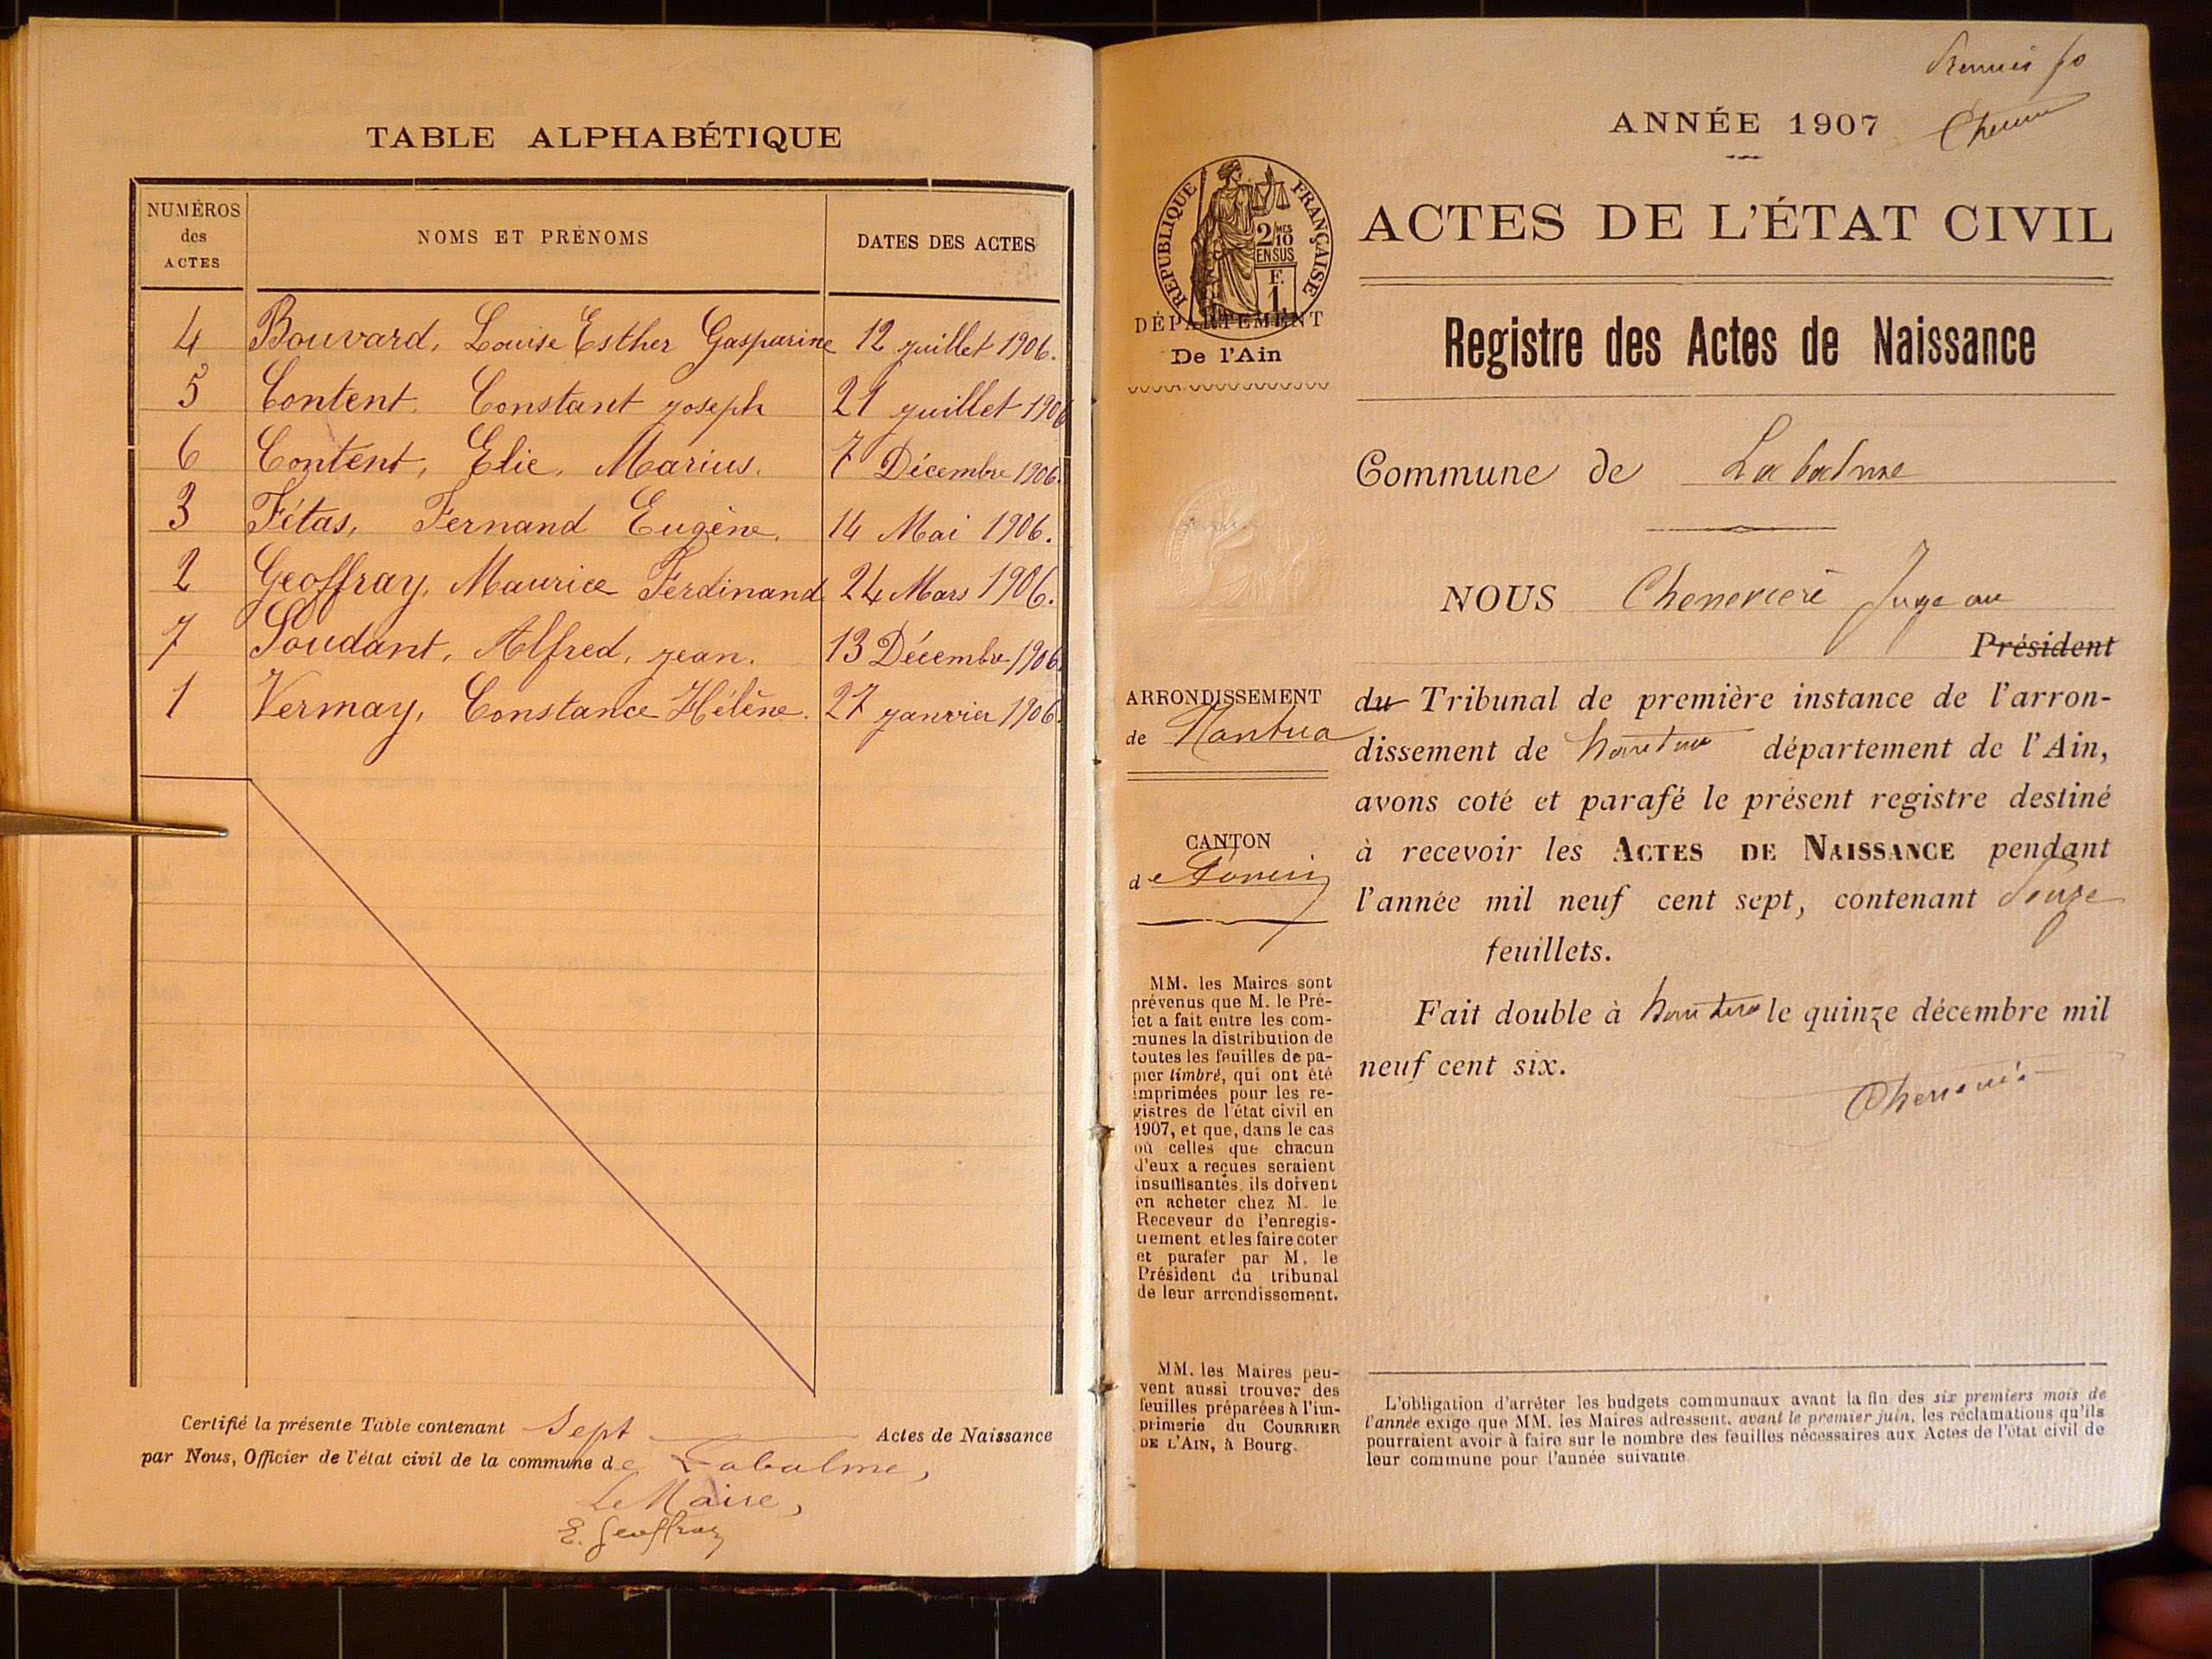 TABLE ALPHABÉTIQUE
NUMÉROS des ACTES
NOMS ET PRÉNOMS
DATES DES ACTES
4 Bouvard, Louise Esther Gasparine 12 juillet 1906.
5 Content, Constant joseph 21 juillet 1906
6 Content, Elie, Marius. 7 Décembre 1906.
3 Fétas, Fernand Eugène. 14 Mai 1906.
2 Geoffray, Maurice Ferdinand 24 Mars 1906.
7 Soudant, Alfred, jean. 13 Décembre 1906.
1 Vermay, Constance Hélène. 27 janvier 1906.
Certifié la présente Table contenant Sept Actes de Naissance
par Nous, Officier de l'état civil de la commune de Labalme,
Le Maire,
E. Geoffray
ANNÉE 1907
RÉPUBLIQUE FRANÇAISE
2/10 MES
EN SUS
F.
1.
DÉPARTEMENT
De l'Ain
ACTES DE L'ÉTAT CIVIL
Registre des Actes de Naissance
Commune de Labalme
NOUS Juge au
Président
ARRONDISSEMENT
de Nantua
du Tribunal de première instance de l'arron-
dissement de Nantua département de l'Ain,
avons coté et parafé le présent registre destiné
à recevoir les ACTES DE NAISSANCE pendant
l'année mil neuf cent sept, contenant
feuillets.
Fait double à Nantua le quinze décembre mil
neuf cent six.
CANTON
de Poncin
MM. les Maires sont
prévenus que M. le Pré-
fet a fait entre les com-
munes la distribution de
toutes les feuilles de pa-
pier timbré, qui ont été
imprimées pour les re-
gistres de l'état civil en
1907, et que, dans le cas
où celles que chacun
d'eux a reçues seraient
insuffisantes, ils doivent
en acheter chez M. le
Receveur de l'enregis-
trement et les faire coter
et parafer par M. le
Président du tribunal
de leur arrondissement.
MM. les Maires peu-
vent aussi trouver des
feuilles préparées à l'im-
primerie du COURRIER
DE L'AIN, à Bourg.
L'obligation d'arrêter les budgets communaux avant la fin des six premiers mois de
l'année exige que MM. les Maires adressent, avant le premier juin, les réclamations qu'ils
pourraient avoir à faire sur le nombre des feuilles nécessaires aux Actes de l'état civil de
leur commune pour l'année suivante.